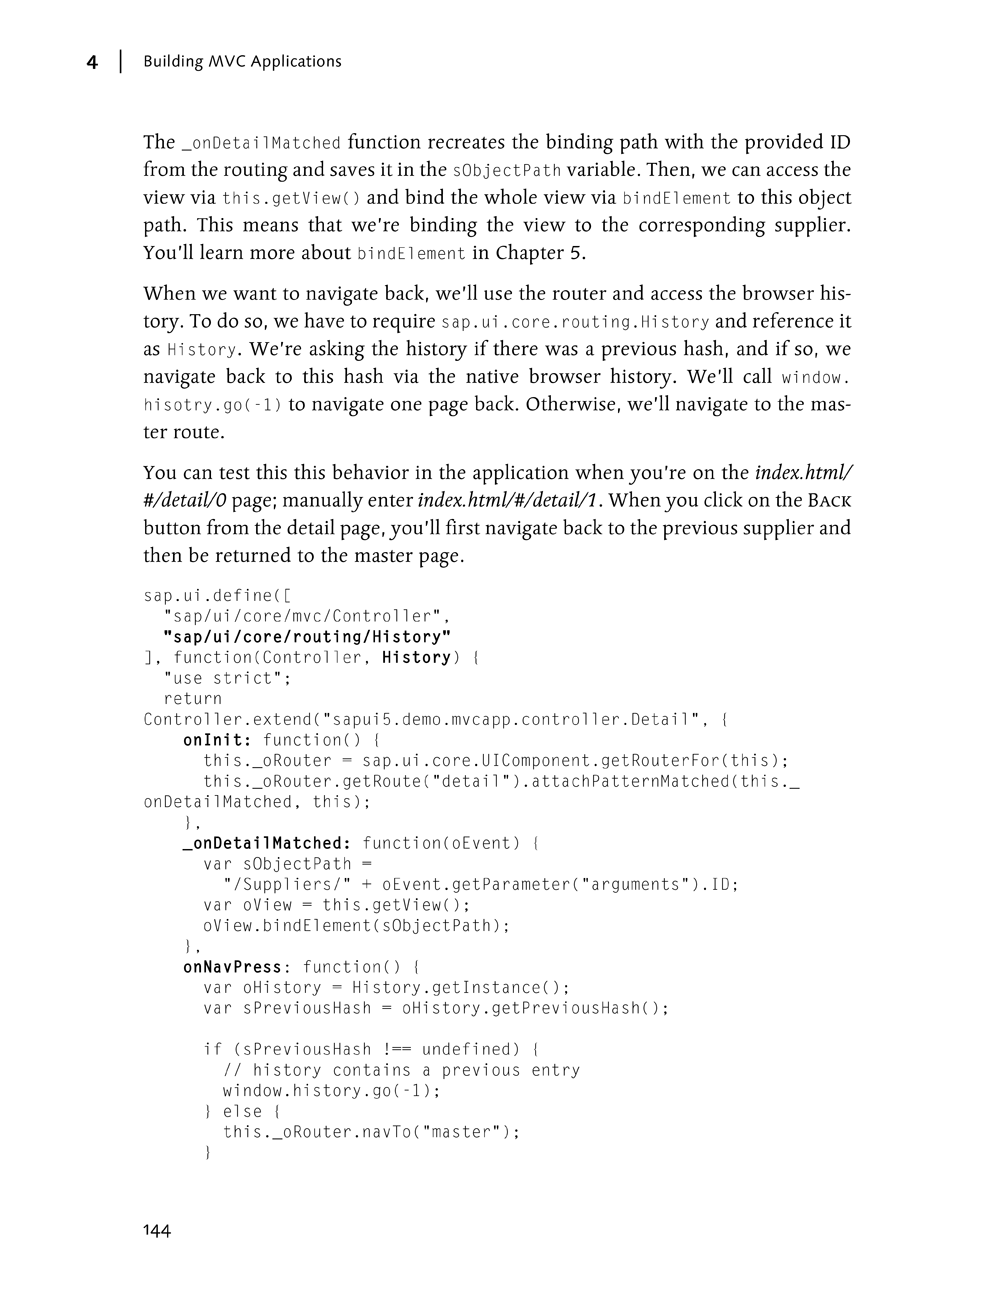 4 | Building MVC Applications
The _onDetailMatched function recreates the binding path with the provided ID
from the routing and saves it in the sObjectPath variable. Then, we can access the
view via this.getView() and bind the whole view via bindElement to this object
path. This means that we're binding the view to the corresponding supplier.
You'll learn more about bindElement in Chapter 5.
When we want to navigate back, we'll use the router and access the browser his-
tory. To do so, we have to require sap.ui.core.routing.History and reference it
as History. We're asking the history if there was a previous hash, and if so, we
navigate back to this hash via the native browser history. We'll call window.
hisotry.go(-1) to navigate one page back. Otherwise, we'll navigate to the mas-
ter route.
You can test this this behavior in the application when you're on the index.html/
#/detail/0 page; manually enter index.html/#/detail/1. When you click on the BACK
button from the detail page, you'll first navigate back to the previous supplier and
then be returned to the master page.
sap.ui.define([
  "sap/ui/core/mvc/Controller",
  "sap/ui/core/routing/History"
], function(Controller, History) {
  "use strict";
  return
Controller.extend("sapui5.demo.mvcapp.controller.Detail", {
    onInit: function() {
      this._oRouter = sap.ui.core.UIComponent.getRouterFor(this);
      this._oRouter.getRoute("detail").attachPatternMatched(this._
onDetailMatched, this);
    },
    _onDetailMatched: function(oEvent) {
      var sObjectPath =
        "/Suppliers/" + oEvent.getParameter("arguments").ID;
      var oView = this.getView();
      oView.bindElement(sObjectPath);
    },
    onNavPress: function() {
      var oHistory = History.getInstance();
      var sPreviousHash = oHistory.getPreviousHash();
      if (sPreviousHash !== undefined) {
        // history contains a previous entry
        window.history.go(-1);
      } else {
        this._oRouter.navTo("master");
      }
144